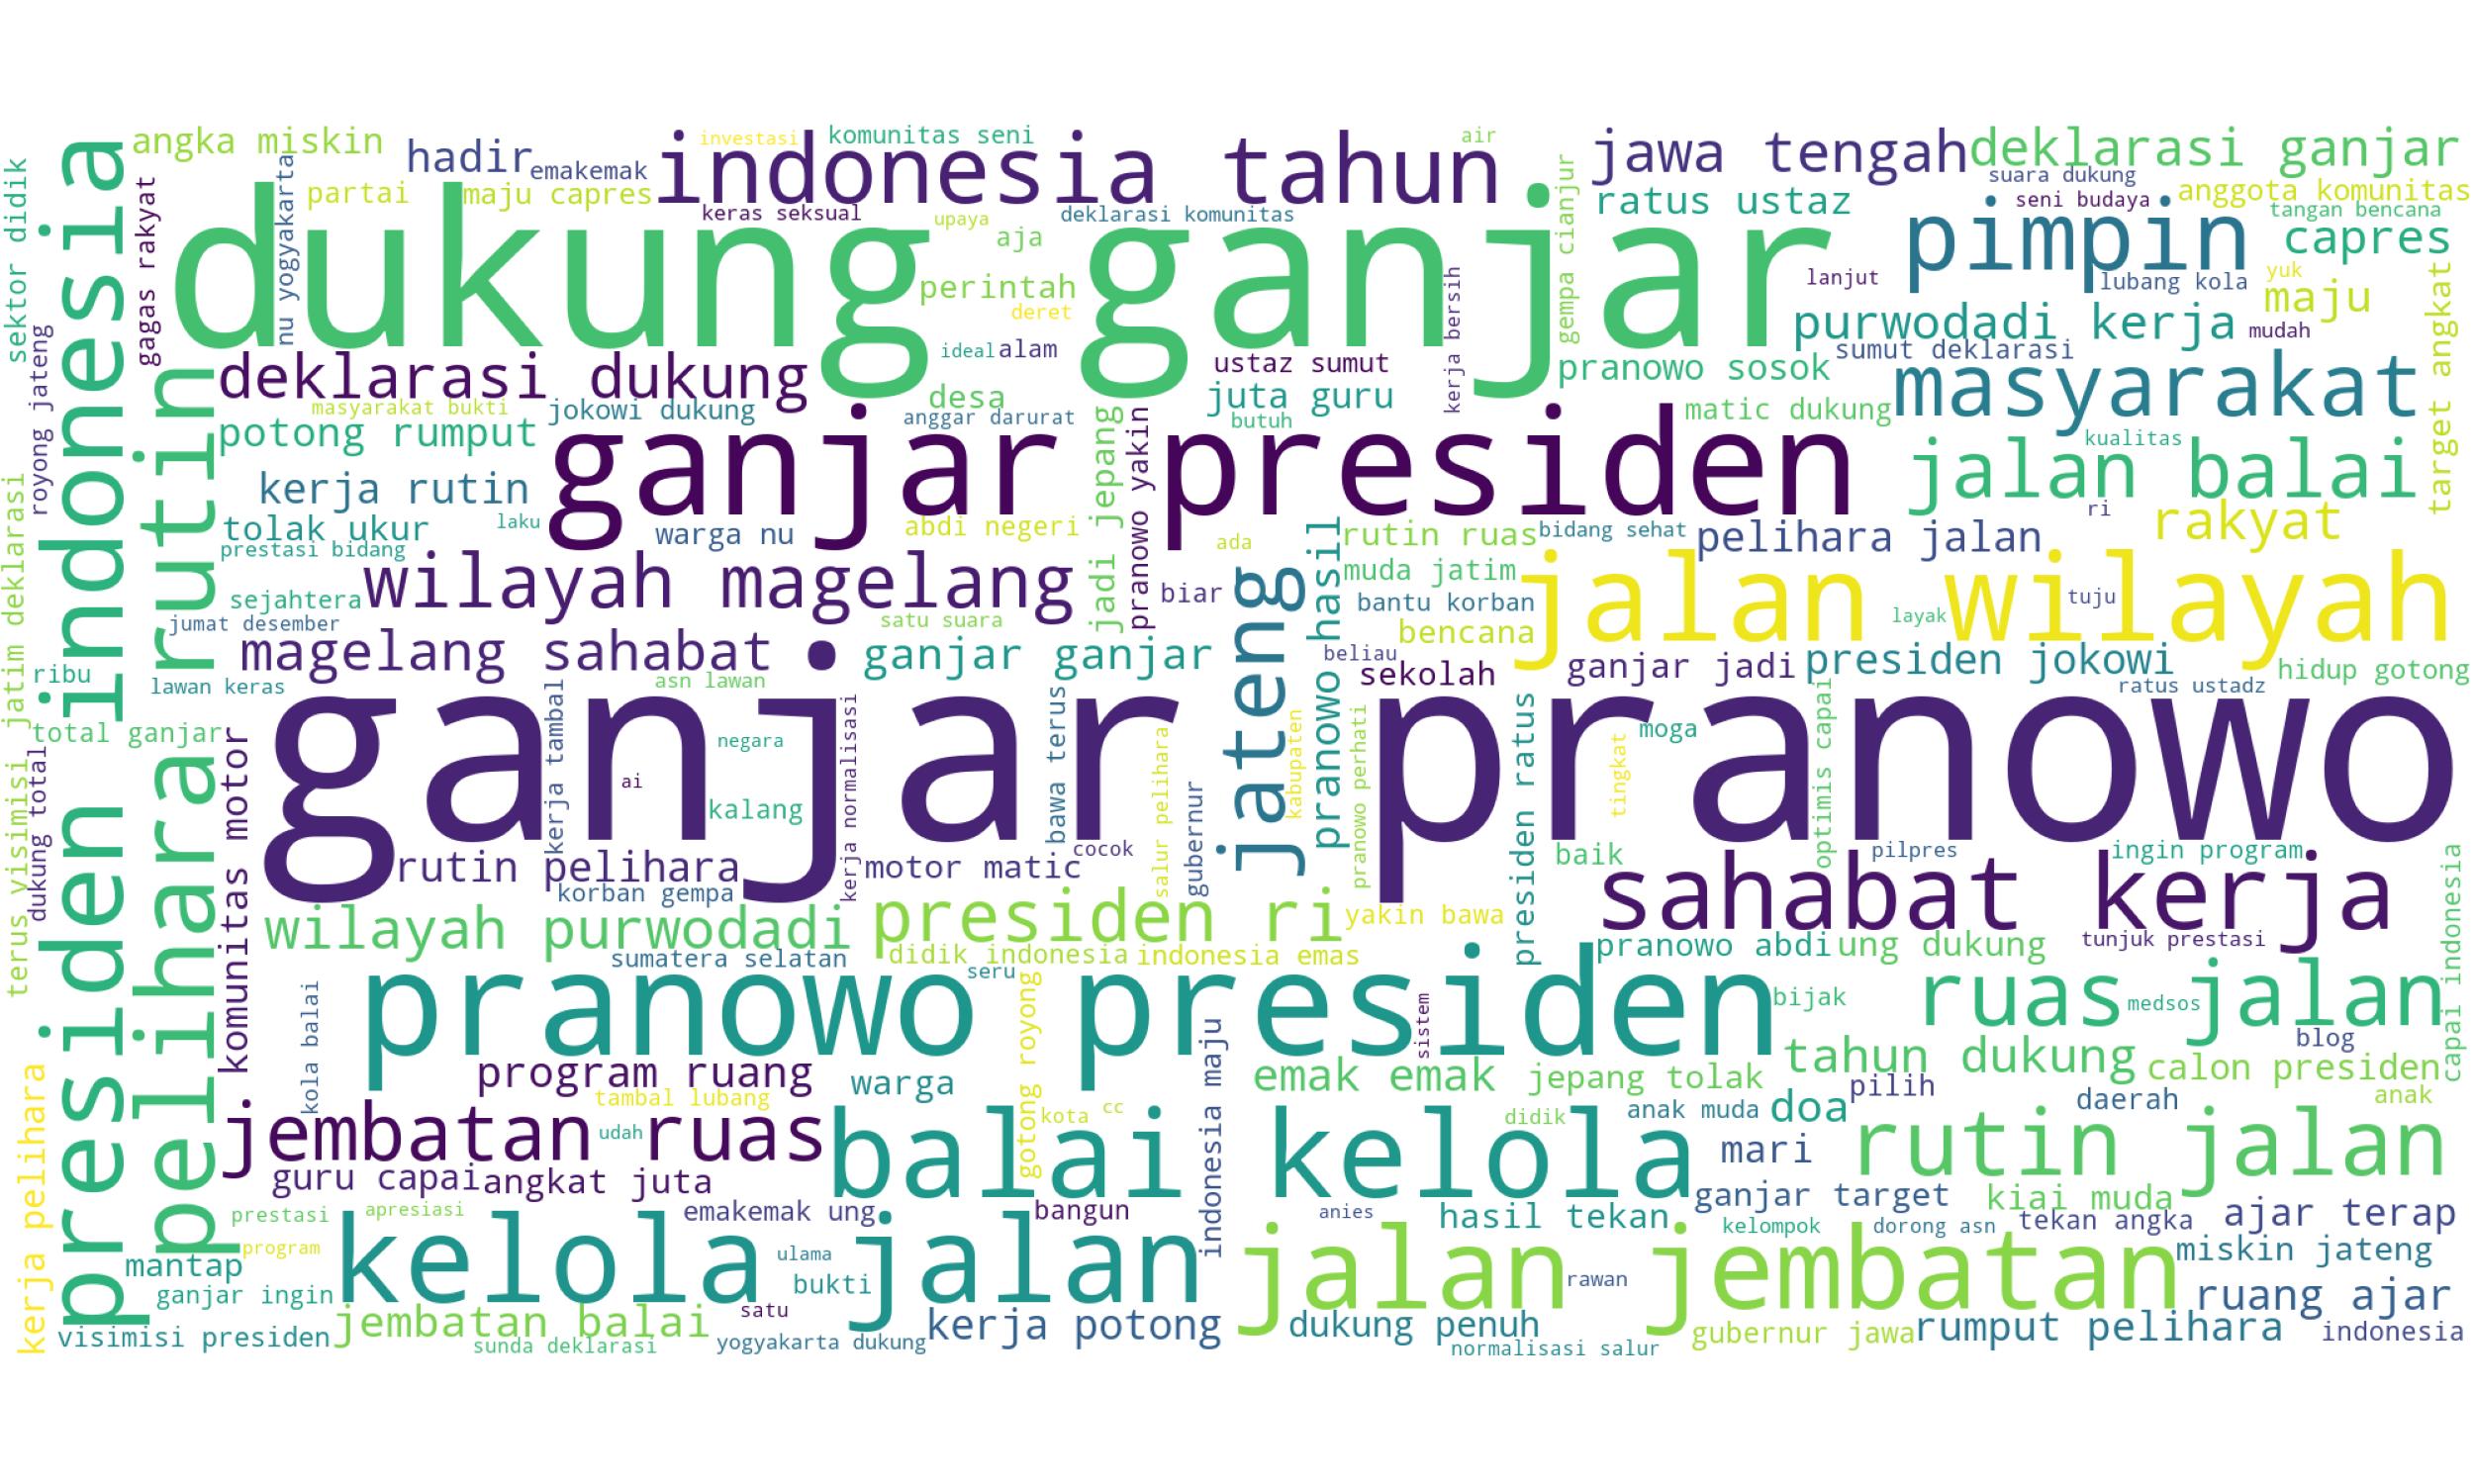 angka miskin
hadir
emakemak
investasi
komunitas seni
indonesia tahun
air
jawa tengah
deklarasi ganjar
suara dukung
anggota komunitas
partai
maju capres
keras seksual
upaya
deklarasi komunitas
aja
ratus ustaz
seni budaya
tangan bencana
pimpin
capres
dukung ganjar
sektor didik
nu yogyakarta
gagas rakyat
royong jateng
gempa cianjur
kerja bersih
perintah
deret
lanjut
lubang kola
yuk
maju
purwodadi kerja
mudah
target angkat
deklarasi dukung
ideal
alam
ustaz sumut
pranowo sosok
sumut deklarasi
masyarakat
masyarakat bukti
jokowi dukung
desa
juta guru
anggar darurat
butuh
matic dukung
kualitas
potong rumput
ganjar presiden
jalan balai
kerja rutin
tolak ukur
laku
warga nu
abdi negeri
jadi jepang
pranowo yakin
ada
rutin ruas
bidang sehat
pelihara jalan
ri
rakyat
prestasi bidang
wilayah magelang
muda jatim
jalan wilayah
sejahtera
biar
bantu korban
layak
tuju
jumat desember
satu suara
bencana
magelang sahabat
ganjar ganjar
beliau
sekolah
ganjar jadi
presiden jokowi
hidup gotong
ribu
lawan keras
asn lawan
ratus ustadz
presiden indonesia
pelihara rutin
terus visimisi
jatim deklarasi
total ganjar
dukung total
komunitas motor
ganjar pranowo
kerja tambal
negara
ai
kalang
kerja normalisasi
bawa terus
salur pelihara
gubernur
jateng
kabupaten
pranowo hasil
pranowo perhati
presiden ratus
tingkat
moga
optimis capai
rutin pelihara
motor matic
cocok
baik
pilpres
ingin program
korban gempa
sahabat kerja
wilayah purwodadi
presiden ri
yakin bawa
didik indonesia
indonesia emas
pranowo abdi
ung dukung
tunjuk prestasi
sumatera selatan
seru
pranowo presiden
bijak
ruas jalan
medsos
capai indonesia
blog
kola balai
gotong royong
sistem
indonesia maju
program ruang
warga
emak emak
jepang tolak
tahun dukung
calon presiden
pilih
tambal lubang
kota
cc
didik
anak muda
doa
daerah
anak
kerja pelihara
jembatan ruas
udah
balai kelola
mari
rutin jalan
guru capai
angkat juta
ganjar target
kiai muda
prestasi
apresiasi
emakemak ung
bangun
anies
hasil tekan
kelompok
dorong asn
tekan angka
ajar terap
program
kelola jalan
ulama
jalan jembatan
miskin jateng
mantap
bukti
rawan
ganjar ingin
satu
ruang ajar
visimisi presiden
jembatan balai
sunda deklarasi
yogyakarta dukung
kerja potong
dukung penuh
normalisasi salur
gubernur jawa
rumput pelihara
indonesia